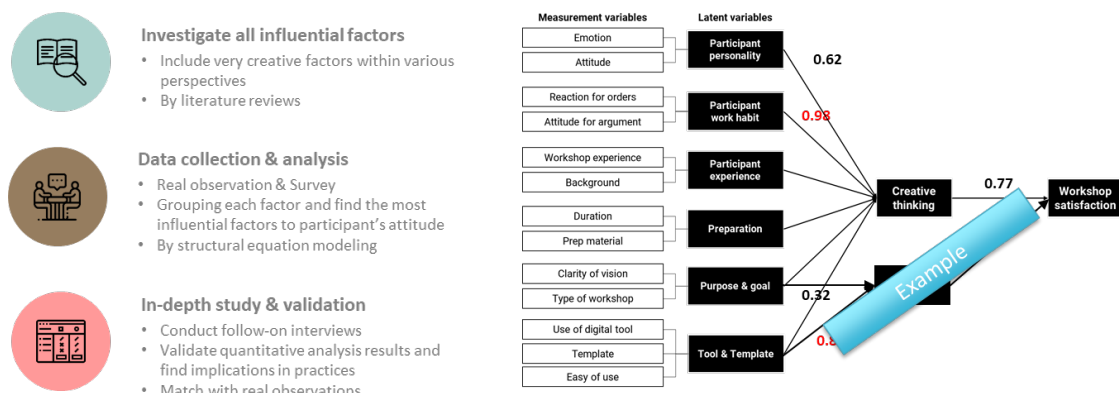 Investigate all influential factors
• Include very creative factors within various
perspectives
• By literature reviews
Data collection & analysis
• Real observation & Survey
• Grouping each factor and find the most
influential factors to participant's attitude
• By structural equation modeling
In-depth study & validation
• Conduct follow-on interviews
• Validate quantitative analysis results and
find implications in practices
• Match with real observations
Measurement variables
Latent variables
Emotion
Attitude
Participant
personality
0.62
Reaction for orders
Attitude for argument
Participant
work habit
0.98
Workshop experience
Background
Participant
experience
Creative
thinking
0.77
Workshop
satisfaction
Duration
Prep material
Preparation
Clarity of vision
Type of workshop
Purpose & goal
0.32
Example
Use of digital tool
Template
Easy of use
Tool & Template